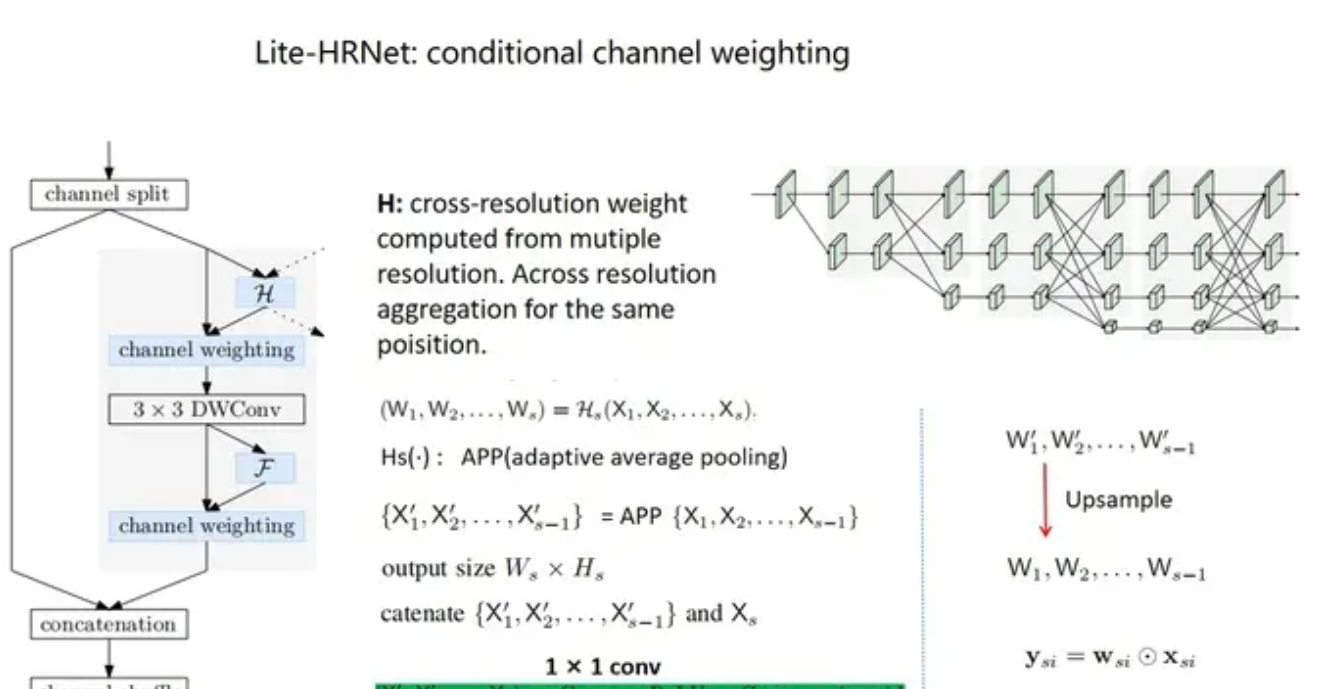 Lite-HRNet: conditional channel weighting
channel split
H
channel weighting
3 × 3 DWConv
F
channel weighting
concatenation
H: cross-resolution weight
computed from mutiple
resolution. Across resolution
aggregation for the same
poisition.
(W₁, W₂, . . . , Wₛ) = Hₛ(X₁, X₂, . . . , Xₛ).
Hs(·) : APP(adaptive average pooling)
{X′₁, X′₂, . . . , X′ₛ₋₁} = APP {X₁, X₂, . . . , Xₛ₋₁}
output size Wₛ × Hₛ
catenate {X′₁, X′₂, . . . , X′ₛ₋₁} and Xₛ
1 × 1 conv
W′₁, W′₂, . . . , W′ₛ₋₁
Upsample
W₁, W₂, . . . , Wₛ₋₁
yₛᵢ = wₛᵢ ⊙ xₛᵢ